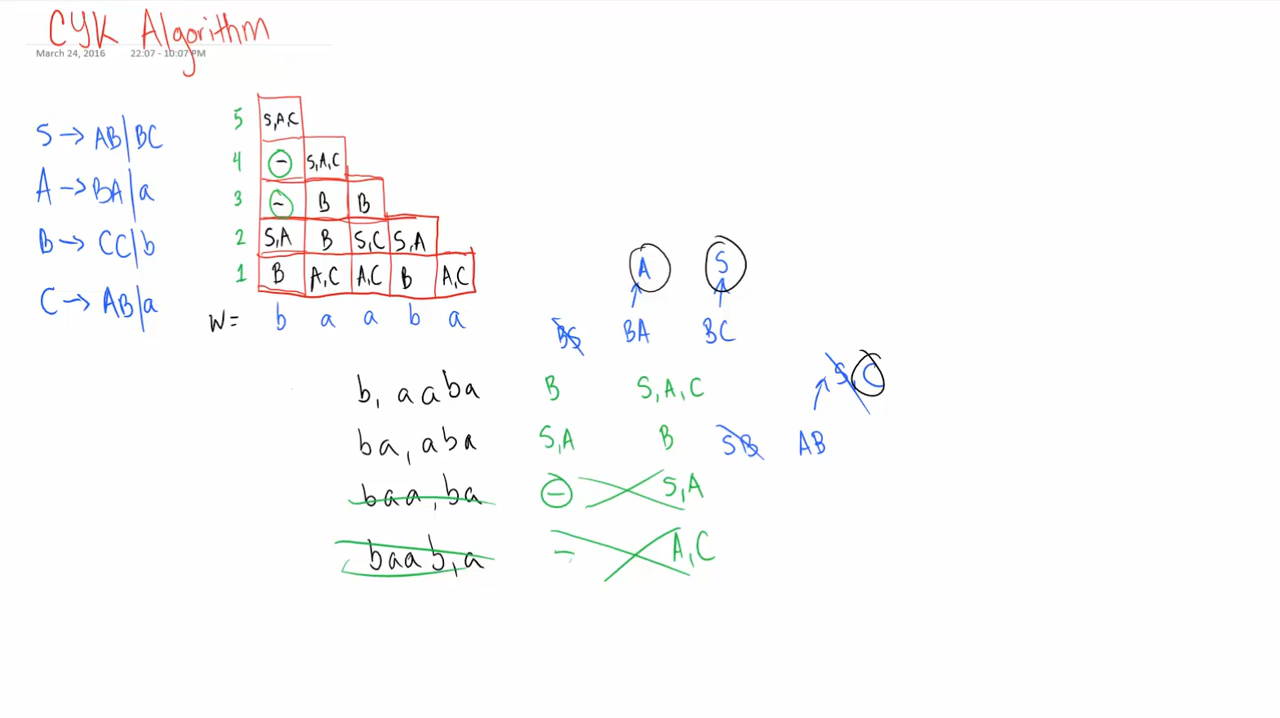 CYK Algorithm
March 24, 2016 22:07 - 10:07 PM
S → AB|BC
A → BA|a
B → CC|b
C → AB|a
5 S,A,C
4 - S,A,C
3 - B B
2 S,A B S,C S,A
1 B A,C A,C B A,C
W= b a a b a
A S
BS BA BC
b, aaba B S,A,C S, C
ba, aba S,A B SB AB
baa, ba - S,A
baab, a - A,C